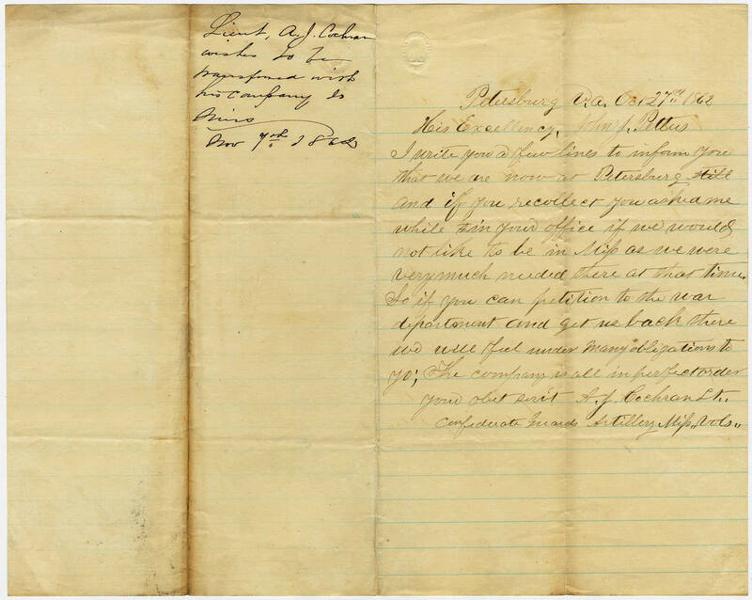 Lieut, A.J. Cochran
wishes to be
transfered with
his company to
Miss
Nov 7th 1862
Petersburg Va. Oct 27th 1862
His Excellency, John J. Pettus
I write you a few lines to inform you
that we are now at Petersburg still
and if you recollect you asked me
while in your office if we would
not like to be in Miss as we were
very much needed there at that time.
So if you can petition to the war
department and get us back there
we will feel under many obligations to
yo; The company is all in perfect order
your obet servt A. J. Cochran Lt.
Confederate Guards Artillery Miss, Vols,,